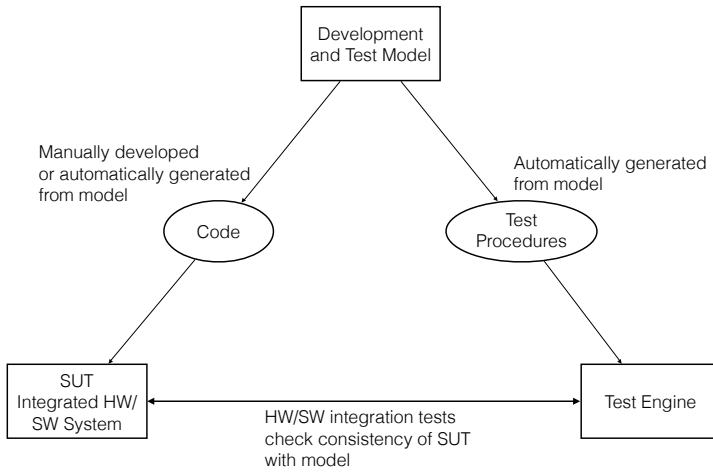 Development
and Test Model
Manually developed
or automatically generated
from model
Automatically generated
from model
Code
Test
Procedures
SUT
Integrated HW/
SW System
HW/SW integration tests
check consistency of SUT
with model
Test Engine